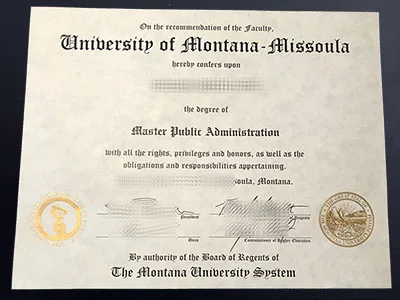 On the recommendation of the Faculty,
University of Montana-Missoula
hereby confers upon
the degree of
Master Public Administration
with all the rights, privileges and honors, as well as the
obligations and responsibilities appertaining.
soula, Montana.
President
Regents
Dean
Commissioner of Higher Education
By authority of the Board of Regents of
The Montana University System